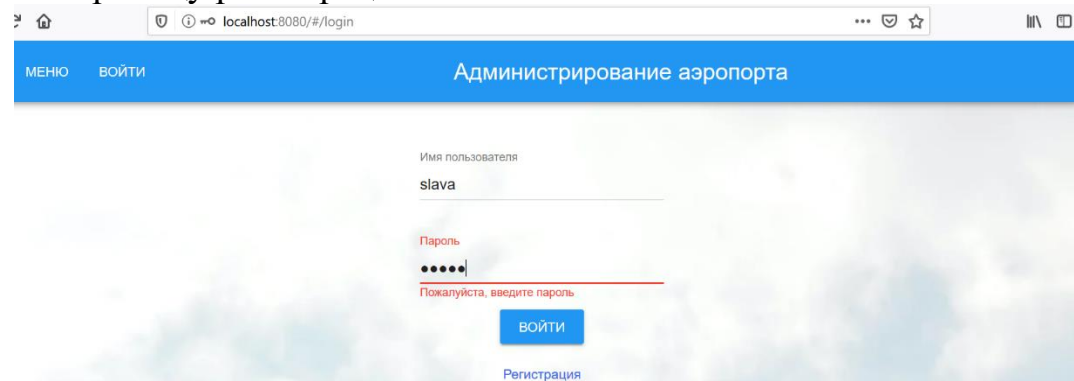 localhost:8080/#/login
МЕНЮ ВОЙТИ Администрирование аэропорта
Имя пользователя
slava
Пароль
•••••
Пожалуйста, введите пароль
ВОЙТИ
Регистрация